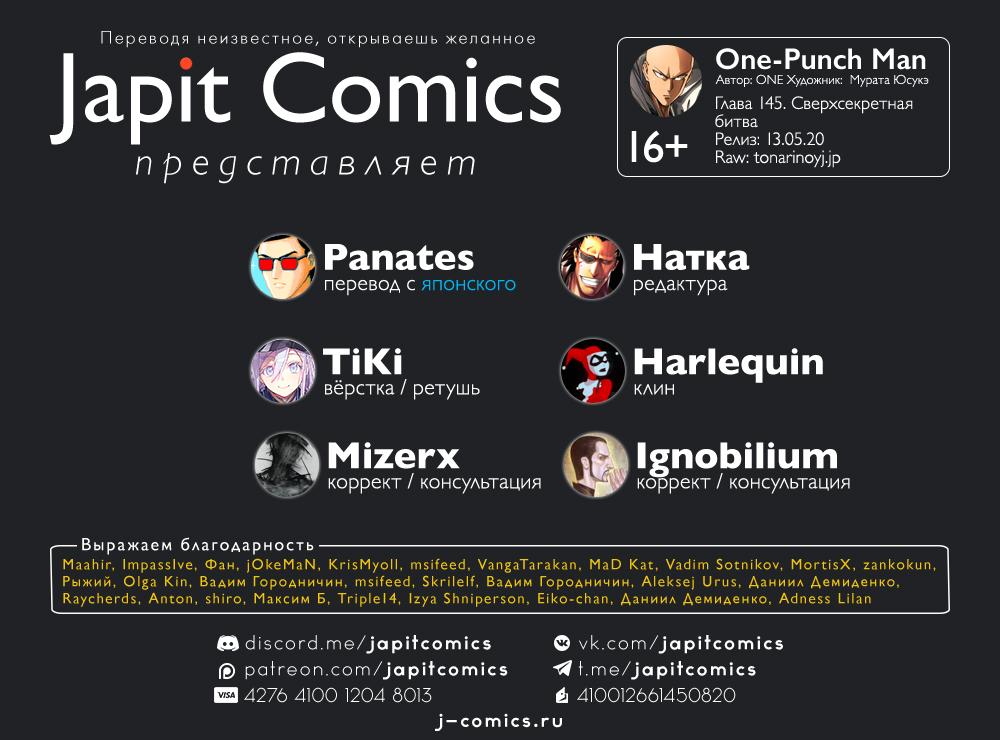 Переводя неизвестное, открываешь желанное
Japit Comics
представляет
One-Punch Man
Автор: ONE Художник: Мурата Юсукэ
Глава 145. Сверхсекретная
битва
Релиз: 13.05.20
Raw: tonarinoyj.jp
16+
Panates
перевод с японского
Натка
редактура
TiKi
вёрстка / ретушь
Harlequin
клин
Mizerx
коррект / консультация
Ignobilium
коррект / консультация
Выражаем благодарность
Maahir, ImpassIve, Фан, jOkeMaN, KrisMyoll, msifeed, VangaTarakan, MaD Kat, Vadim Sotnikov, MortisX, zankokun,
Рыжий, Olga Kin, Вадим Городничин, msifeed, Skrilelf, Вадим Городничин, Aleksej Urus, Даниил Демиденко,
Raycherds, Anton, shiro, Максим Б, Triple14, Izya Shniperson, Eiko-chan, Даниил Демиденко, Adness Lilan
discord.me/japitcomics
vk.com/japitcomics
patreon.com/japitcomics
t.me/japitcomics
VISA 4276 4100 1204 8013
410012661450820
j-comics.ru